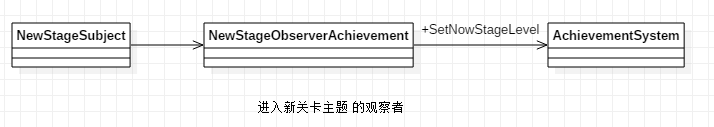 NewStageSubject
NewStageObserverAchievement
+SetNowStageLevel
AchievementSystem
进入新关卡主题 的观察者